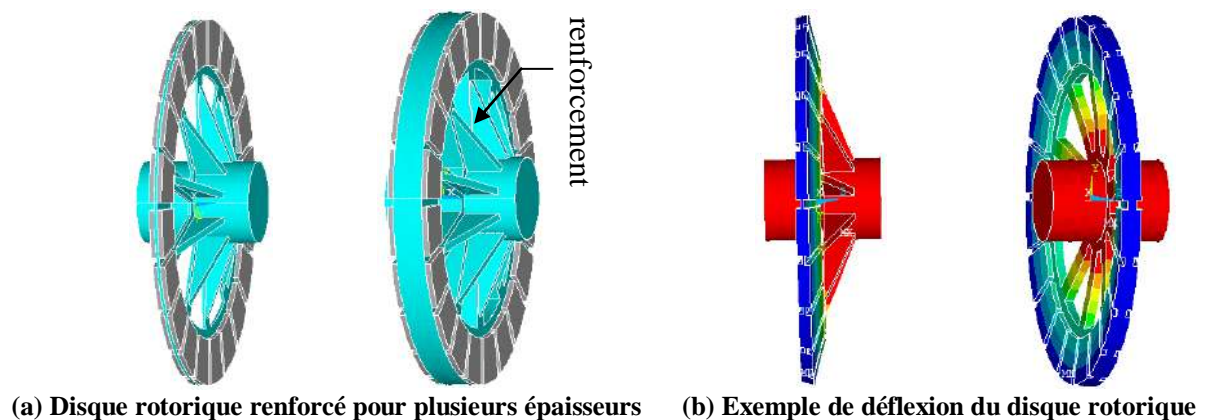 renforcement
(a) Disque rotorique renforcé pour plusieurs épaisseurs
(b) Exemple de déflexion du disque rotorique